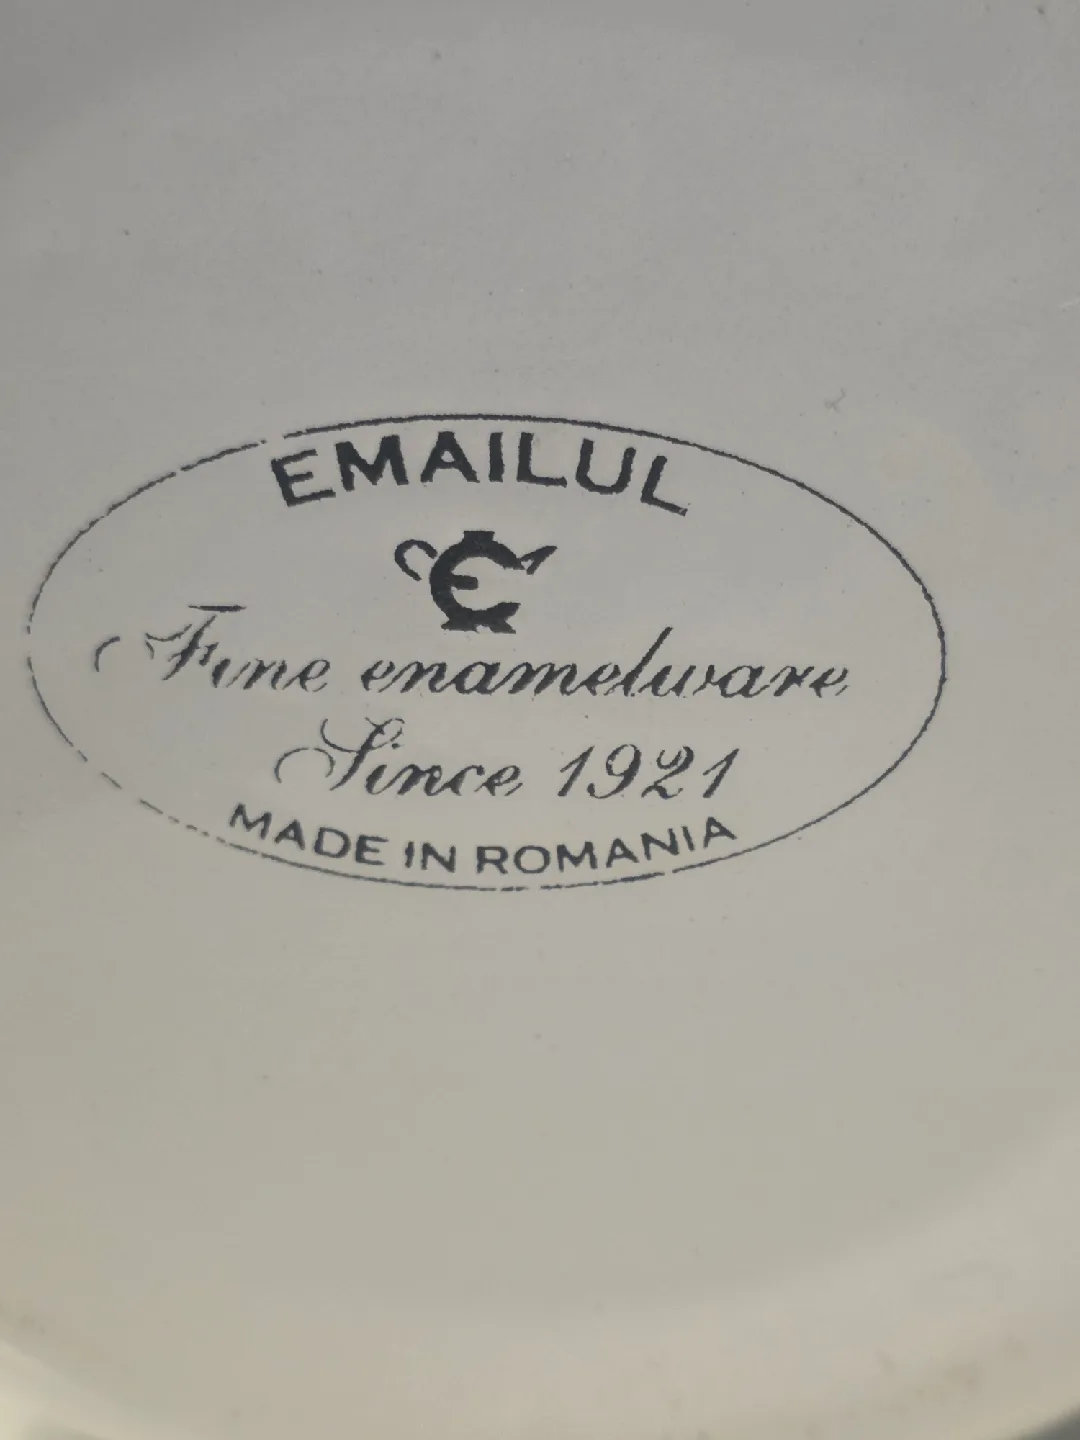 EMAILUL
Fine enamelware
Since 1921
MADE IN ROMANIA